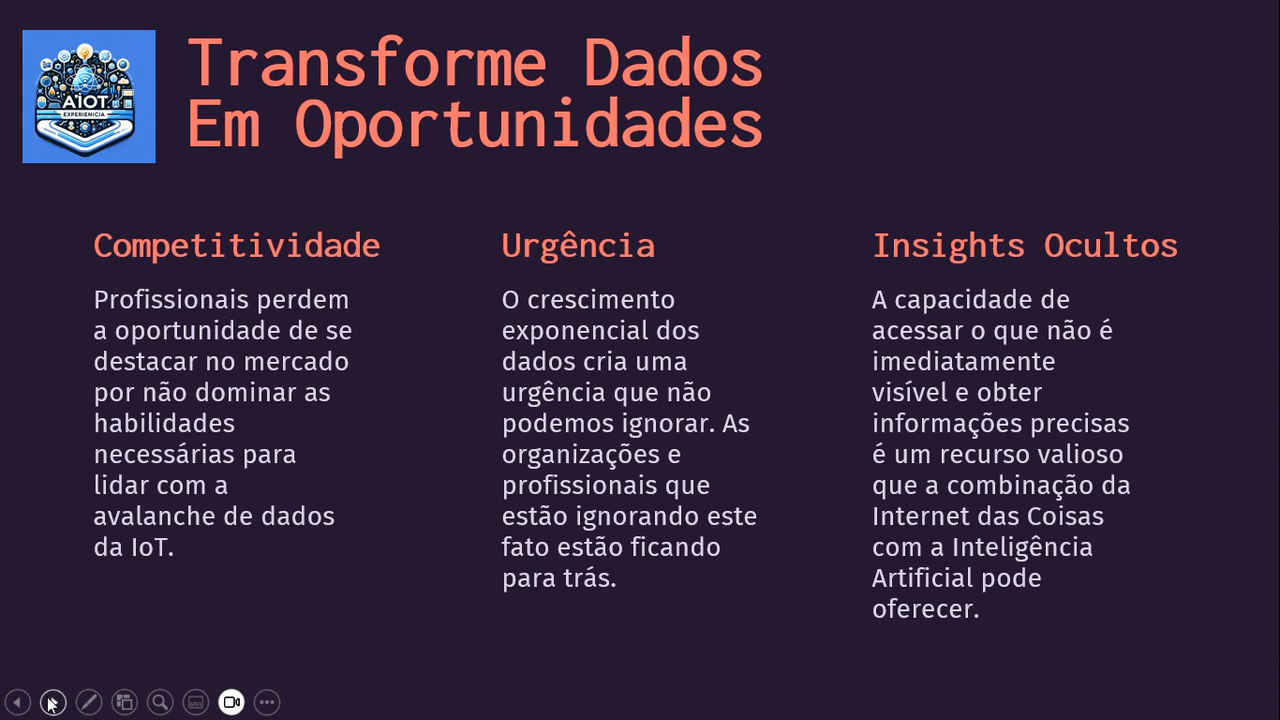 AiOT
EXPERIENICIA
Transforme Dados
Em Oportunidades
Competitividade
Profissionais perdem
a oportunidade de se
destacar no mercado
por não dominar as
habilidades
necessárias para
lidar com a
avalanche de dados
da IoT.
Urgência
O crescimento
exponencial dos
dados cria uma
urgência que não
podemos ignorar. As
organizações e
profissionais que
estão ignorando este
fato estão ficando
para trás.
Insights Ocultos
A capacidade de
acessar o que não é
imediatamente
visível e obter
informações precisas
é um recurso valioso
que a combinação da
Internet das Coisas
com a Inteligência
Artificial pode
oferecer.